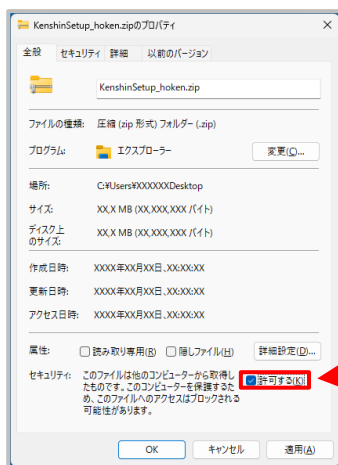 KenshinSetup_hoken.zipのプロパティ
全般 セキュリティ 詳細 以前のバージョン
KenshinSetup_hoken.zip
ファイルの種類: 圧縮 (zip 形式) フォルダー (.zip)
プログラム: エクスプローラー 変更(C)...
場所: C:¥Users¥XXXXXXDesktop
サイズ: XX,X MB (XX,XXX,XXX バイト)
ディスク上
のサイズ: XX,X MB (XX,XXX,XXX バイト)
作成日時: XXXX年XX月XX日、XX:XX:XX
更新日時: XXXX年XX月XX日、XX:XX:XX
アクセス日時: XXXX年XX月XX日、XX:XX:XX
属性: 読み取り専用(R) 隠しファイル(H) 詳細設定(D)...
セキュリティ: このファイルは他のコンピューターから取得し
たものです。このコンピューターを保護するた
め、このファイルへのアクセスはブロックされる
可能性があります。
許可する(K)
OK キャンセル 適用(A)